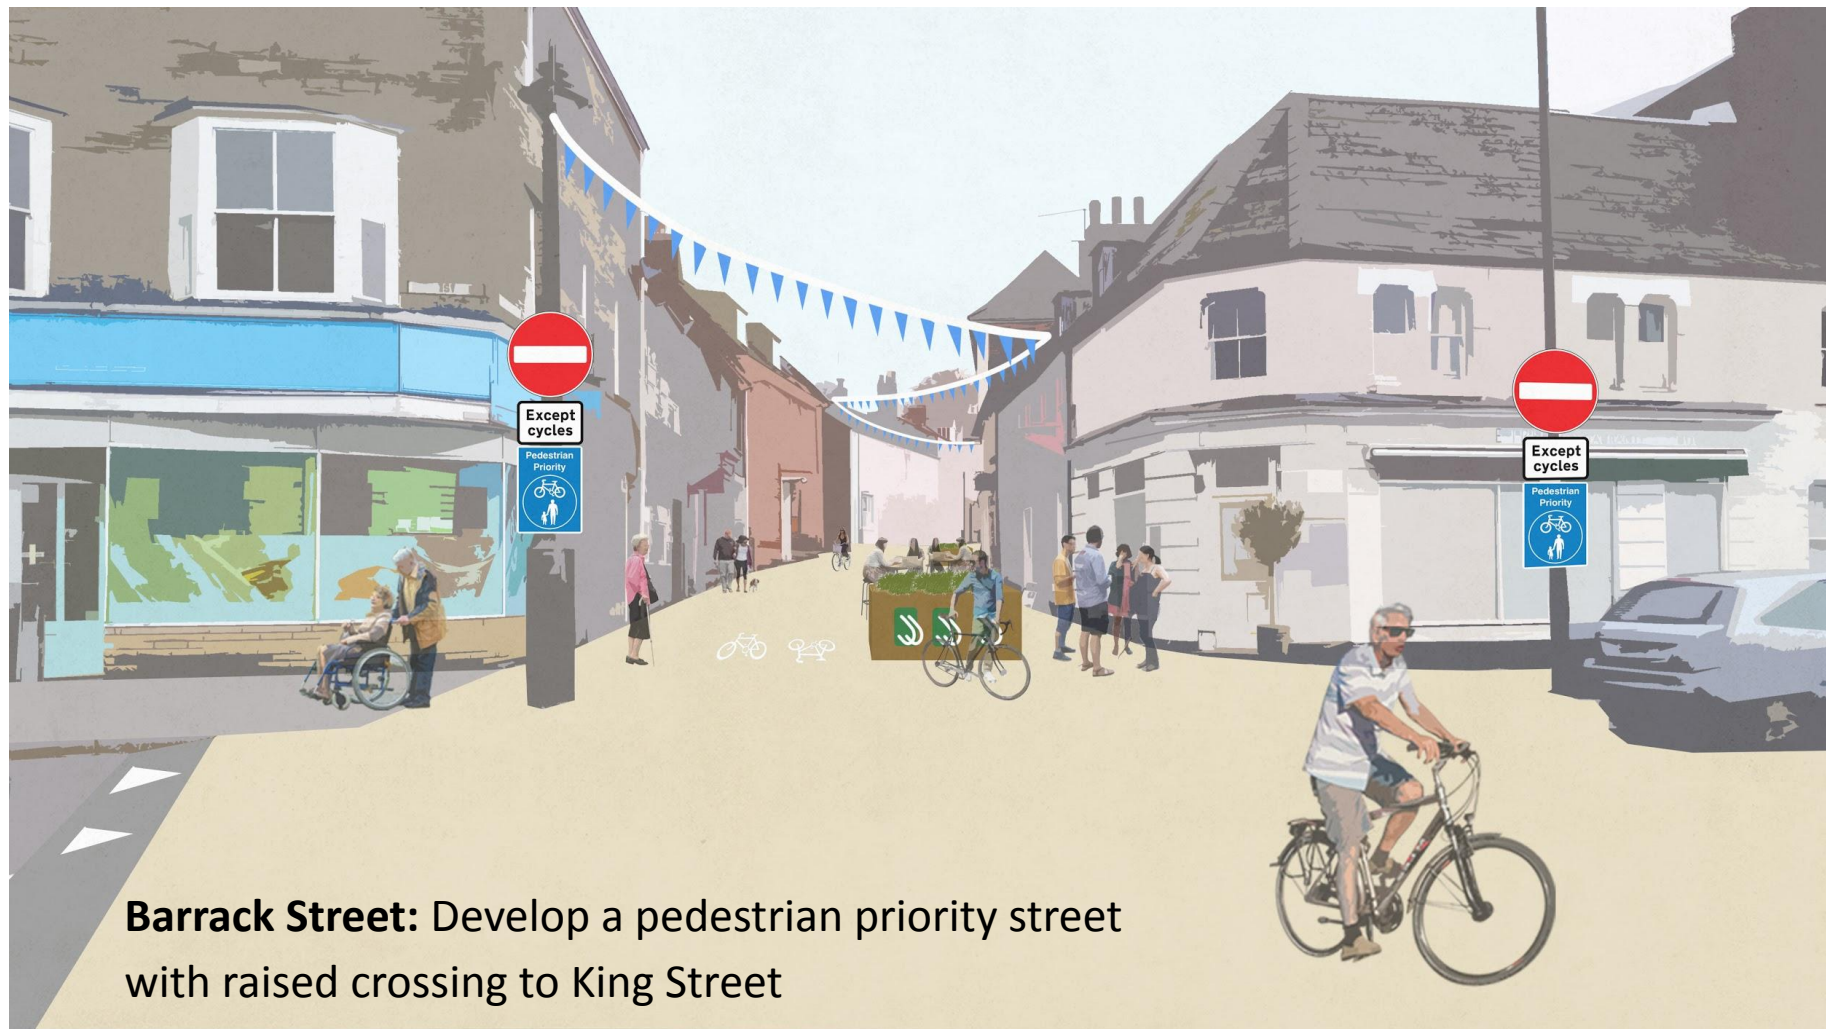 Except
cycles
Pedestrian
Priority
Except
cycles
Pedestrian
Priority
Barrack Street: Develop a pedestrian priority street
with raised crossing to King Street